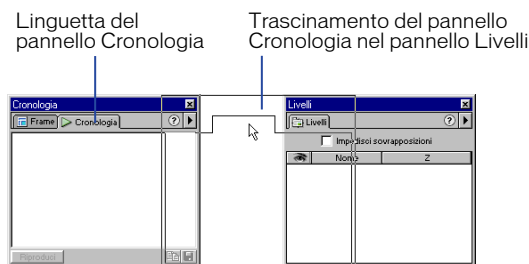 Linguetta del
pannello Cronologia
Trascinamento del pannello
Cronologia nel pannello Livelli
Cronologia
Frame Cronologia ?
Riproduci
Livelli
Livelli ?
Impedisci sovrapposizioni
Nome Z